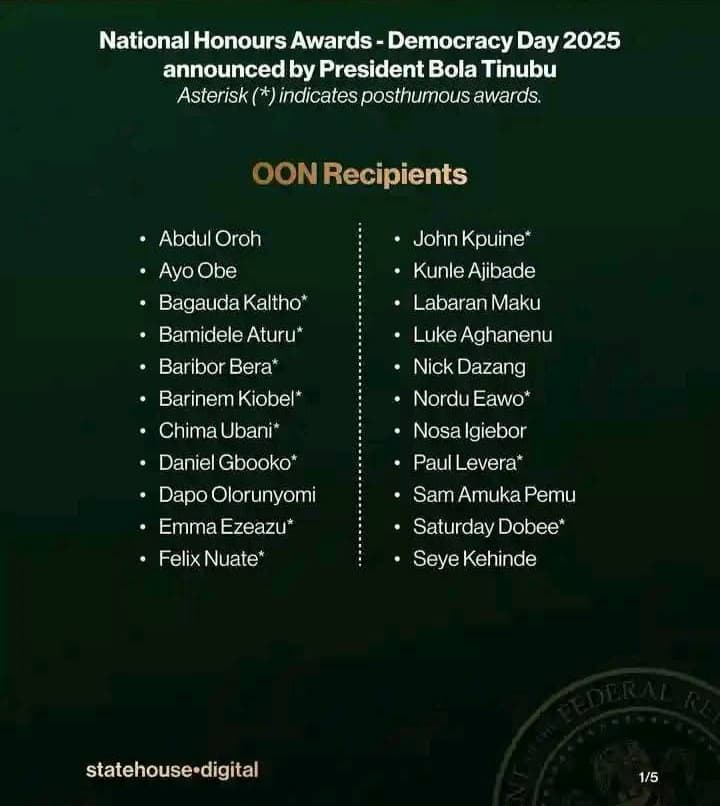 National Honours Awards - Democracy Day 2025
announced by President Bola Tinubu
Asterisk (*) indicates posthumous awards.
OON Recipients
• Abdul Oroh
• Ayo Obe
• Bagauda Kaltho*
• Bamidele Aturu*
• Baribor Bera*
• Barinem Kiobel*
• Chima Ubani*
• Daniel Gbooko*
• Dapo Olorunyomi
• Emma Ezeazu*
• Felix Nuate*
• John Kpuine*
• Kunle Ajibade
• Labaran Maku
• Luke Aghanenu
• Nick Dazang
• Nordu Eawo*
• Nosa Igiebor
• Paul Levera*
• Sam Amuka Pemu
• Saturday Dobee*
• Seye Kehinde
FEDERAL
statehouse•digital
1/5